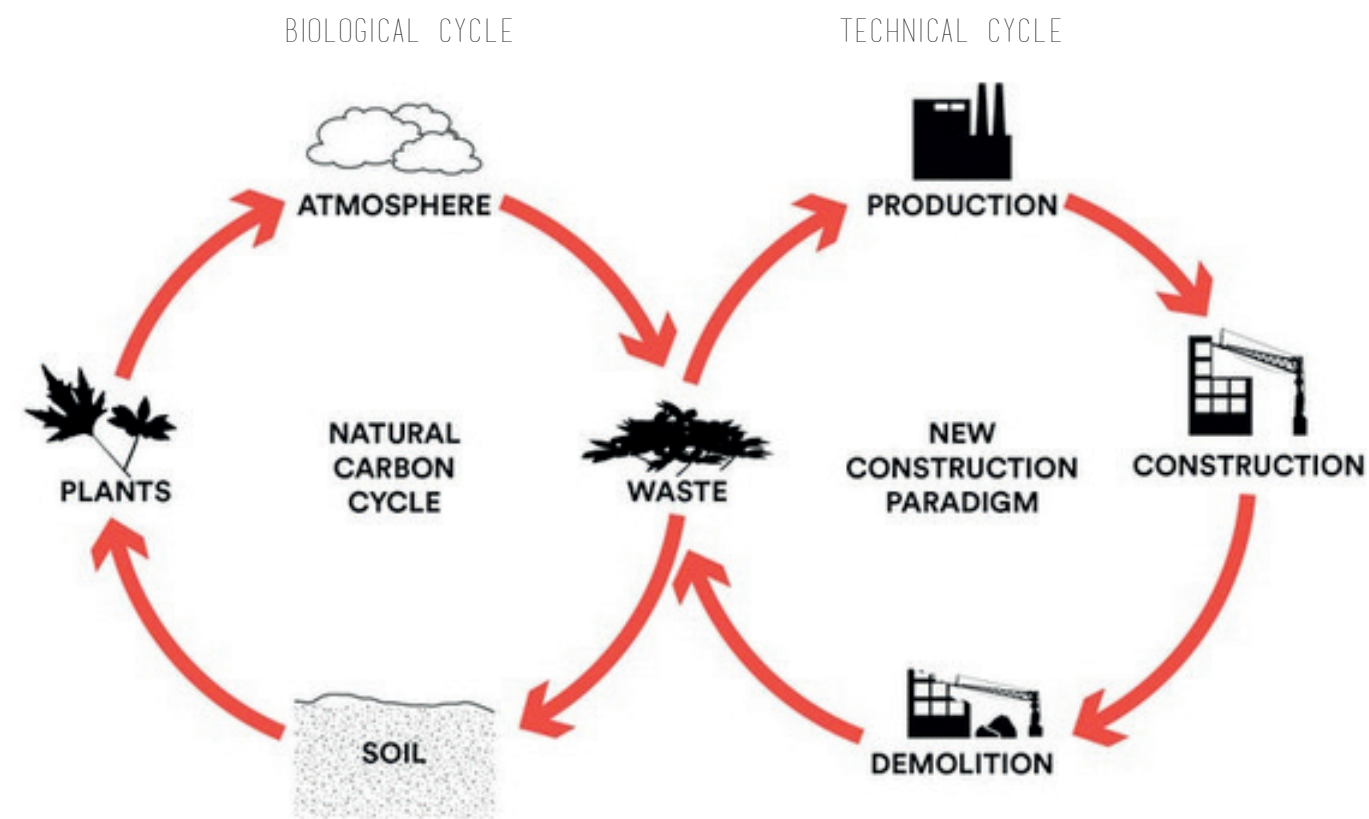 BIOLOGICAL CYCLE
TECHNICAL CYCLE
ATMOSPHERE
PRODUCTION
PLANTS
NATURAL
CARBON
CYCLE
WASTE
NEW
CONSTRUCTION
PARADIGM
CONSTRUCTION
SOIL
DEMOLITION